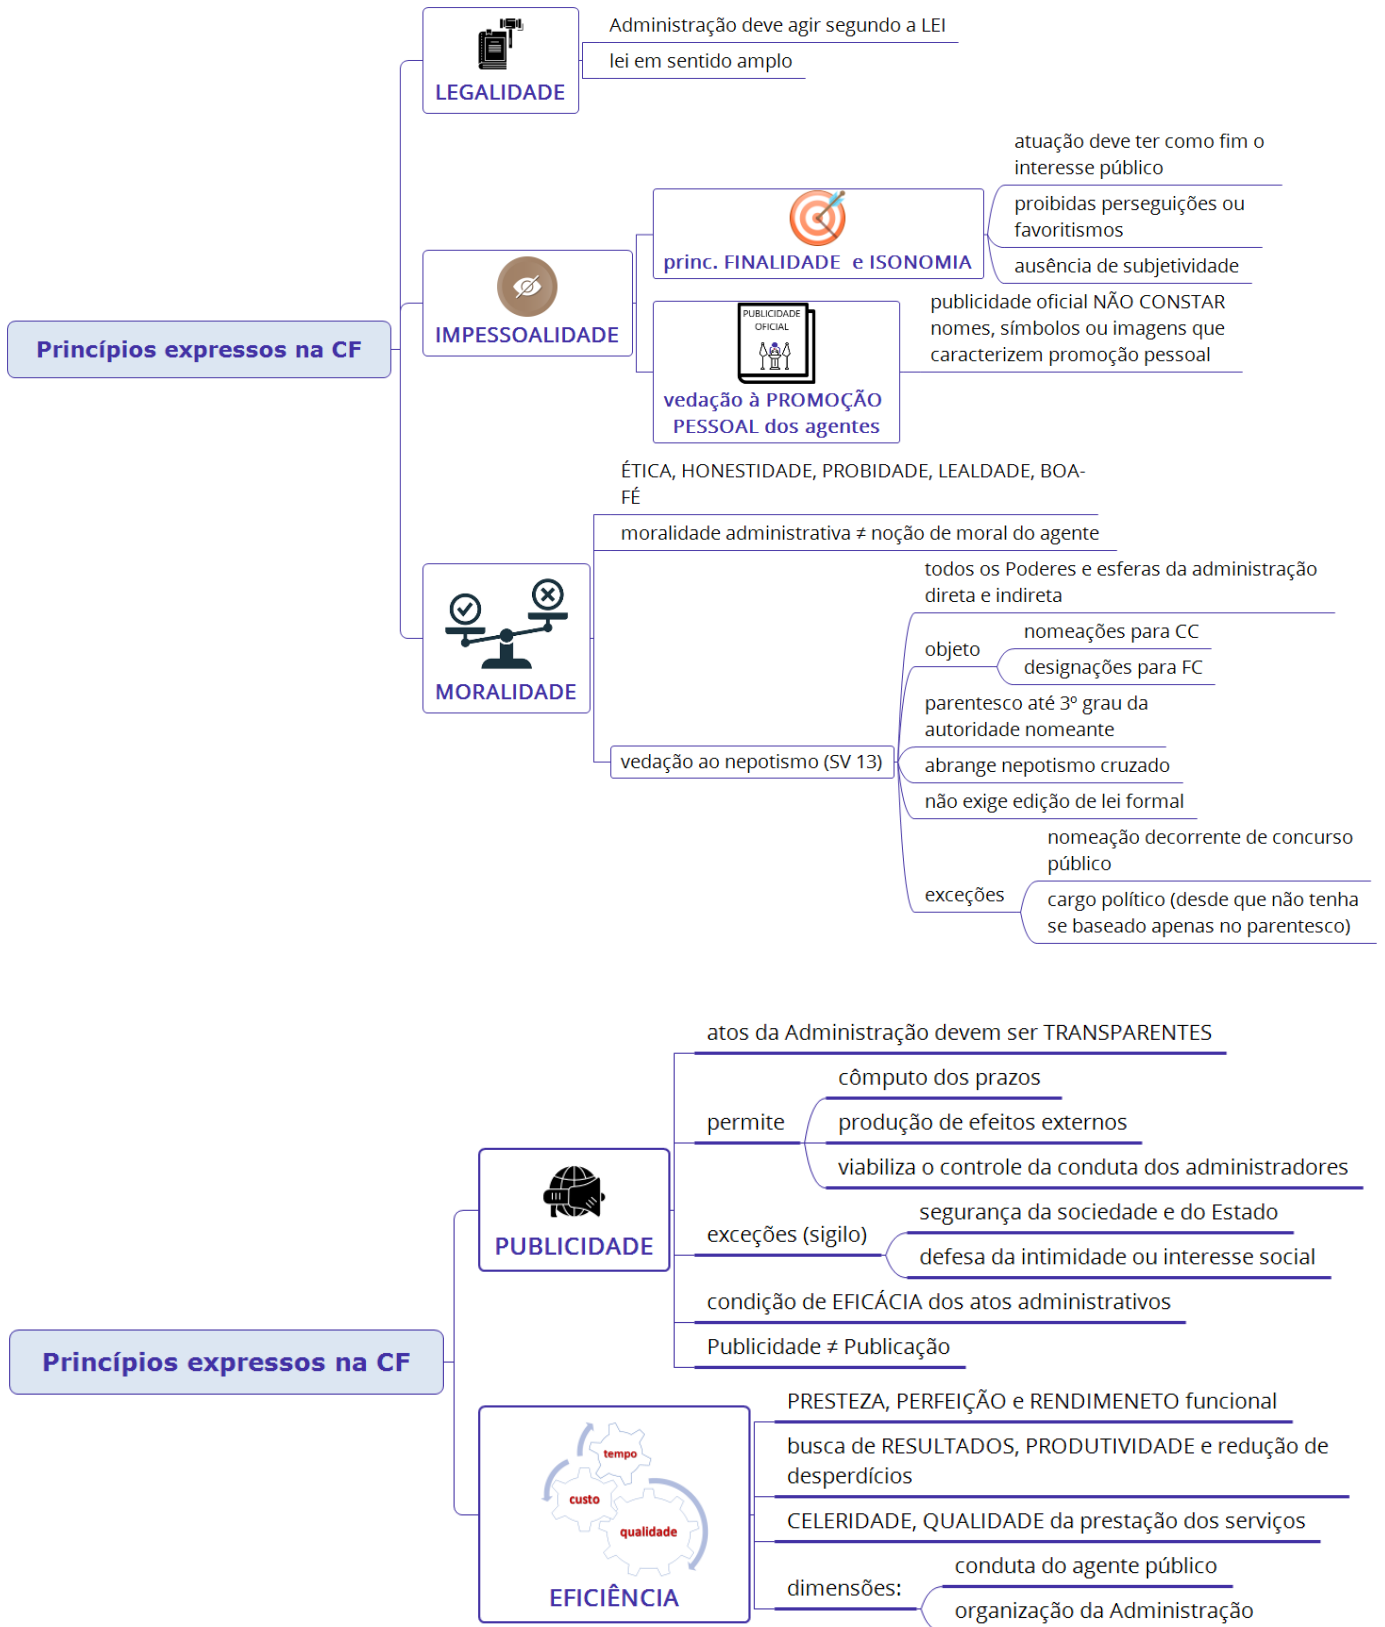 Princípios expressos na CF
LEGALIDADE
Administração deve agir segundo a LEI
lei em sentido amplo
IMPESSOALIDADE
princ. FINALIDADE e ISONOMIA
atuação deve ter como fim o
interesse público
proibidas perseguições ou
favoritismos
ausência de subjetividade
PUBLICIDADE
OFICIAL
vedação à PROMOÇÃO
PESSOAL dos agentes
publicidade oficial NÃO CONSTAR
nomes, símbolos ou imagens que
caracterizem promoção pessoal
MORALIDADE
ÉTICA, HONESTIDADE, PROBIDADE, LEALDADE, BOA-
FÉ
moralidade administrativa ≠ noção de moral do agente
vedação ao nepotismo (SV 13)
todos os Poderes e esferas da administração
direta e indireta
objeto
nomeações para CC
designações para FC
parentesco até 3º grau da
autoridade nomeante
abrange nepotismo cruzado
não exige edição de lei formal
exceções
nomeação decorrente de concurso
público
cargo político (desde que não tenha
se baseado apenas no parentesco)
Princípios expressos na CF
PUBLICIDADE
atos da Administração devem ser TRANSPARENTES
permite
cômputo dos prazos
produção de efeitos externos
viabiliza o controle da conduta dos administradores
exceções (sigilo)
segurança da sociedade e do Estado
defesa da intimidade ou interesse social
condição de EFICÁCIA dos atos administrativos
Publicidade ≠ Publicação
tempo
custo
qualidade
EFICIÊNCIA
PRESTEZA, PERFEIÇÃO e RENDIMENETO funcional
busca de RESULTADOS, PRODUTIVIDADE e redução de
desperdícios
CELERIDADE, QUALIDADE da prestação dos serviços
dimensões:
conduta do agente público
organização da Administração